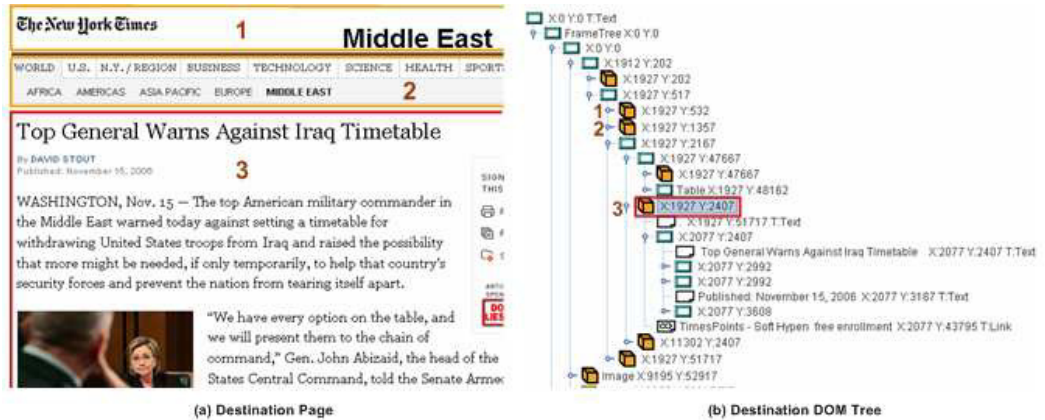 The New York Times
1
Middle East
WORLD U.S. N.Y. / REGION BUSINESS TECHNOLOGY SCIENCE HEALTH SPORT
AFRICA AMERICAS ASIA PACIFIC EUROPE MIDDLE EAST
2
Top General Warns Against Iraq Timetable
By DAVID STOUT
Published: November 15, 2006
3
SIGN
THIS
WASHINGTON, Nov. 15 — The top American military commander in
the Middle East warned today against setting a timetable for
withdrawing United States troops from Iraq and raised the possibility
that more might be needed, if only temporarily, to help that country's
security forces and prevent the nation from tearing itself apart.
"We have every option on the table, and
we will present them to the chain of
command," Gen. John Abizaid, the head of the
States Central Command, told the Senate Armed
(a) Destination Page
X:0 Y:0 T:Text
FrameTree X:0 Y:0
X:0 Y:0
X:1912 Y:202
X:1927 Y:202
X:1927 Y:517
1 X:1927 Y:532
2 X:1927 Y:1357
X:1927 Y:2167
X:1927 Y:47667
X:1927 Y:47667
Table X:1927 Y:48162
3 X:1927 Y:2407
X:1927 Y:51717 T:Text
X:2077 Y:2407
Top General Warns Against Iraq Timetable X:2077 Y:2407 T:Text
X:2077 Y:2992
X:2077 Y:2992
Published: November 15, 2006 X:2077 Y:3187 T:Text
X:2077 Y:3608
TimesPoints - Soft Hypen free enrollment X:2077 Y:43795 T:Link
X:11302 Y:2407
X:1927 Y:51717
Image X:9195 Y:52917
(b) Destination DOM Tree